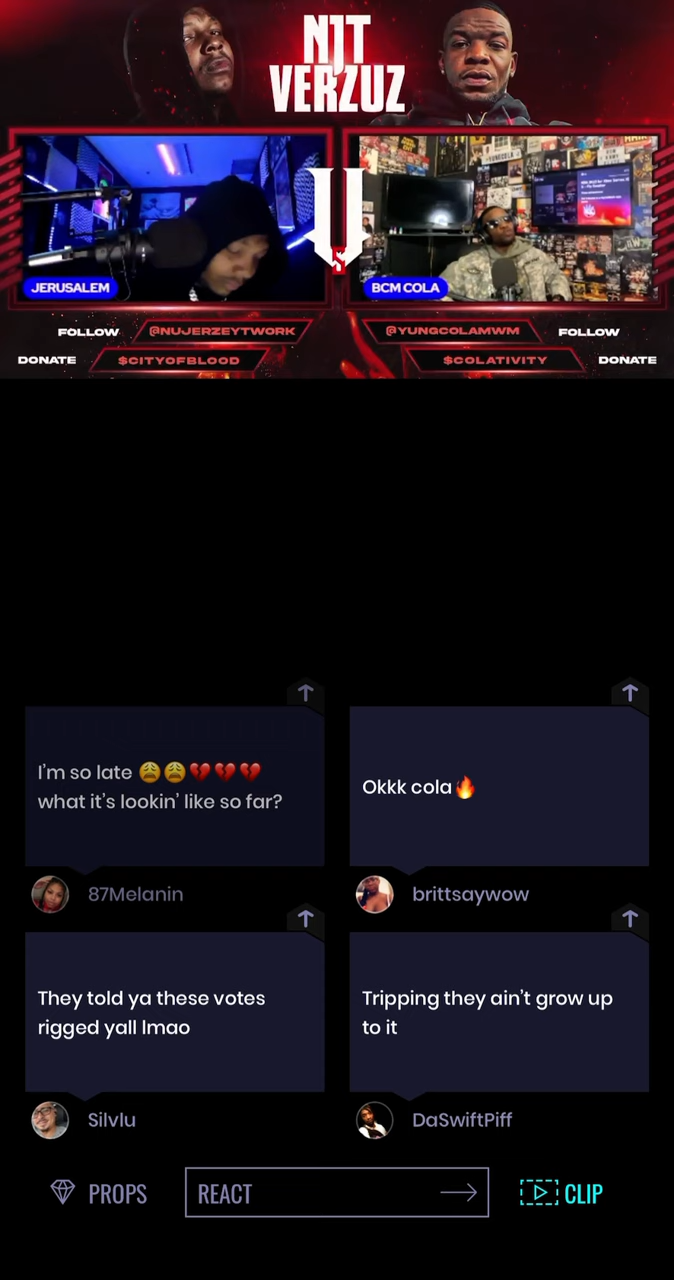 NJT
VERZUZ
JERUSALEM
BCM COLA
FOLLOW
@NUJERZEYTWORK
@YUNGCOLAMWM
FOLLOW
DONATE
$CITYOFBLOOD
$COLATIVITY
DONATE
I'm so late 😩😩💔💔💔
what it's lookin' like so far?
Okkk cola🔥
87Melanin
brittsaywow
They told ya these votes
rigged yall lmao
Tripping they ain't grow up
to it
Silvlu
DaSwiftPiff
PROPS
REACT
CLIP